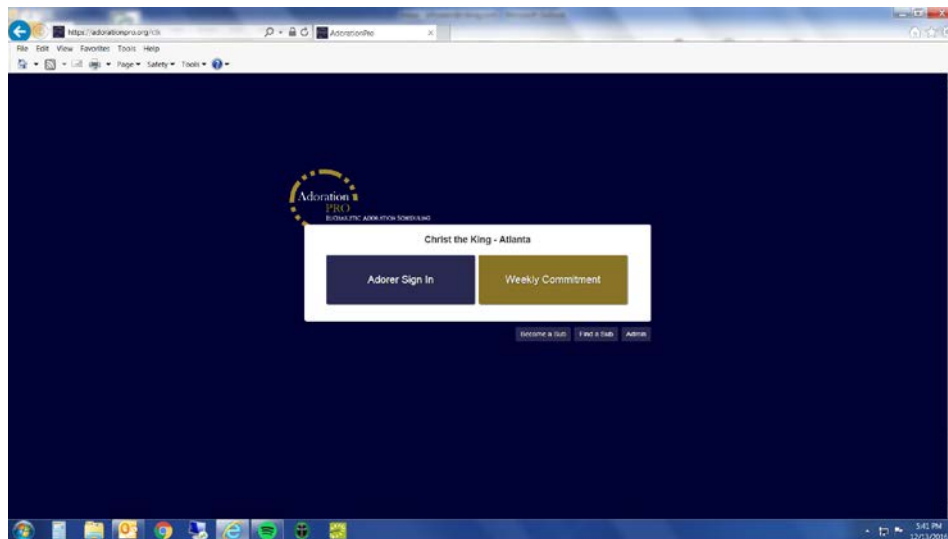 https://adorationpro.org/ctk
AdorationPro
File Edit View Favorites Tools Help
Page Safety Tools
Adoration
PRO
EUCHARISTIC ADORATION SCHEDULING
Christ the King - Atlanta
Adorer Sign In
Weekly Commitment
Become a Sub
Find a Sub
Admin
5:41 PM